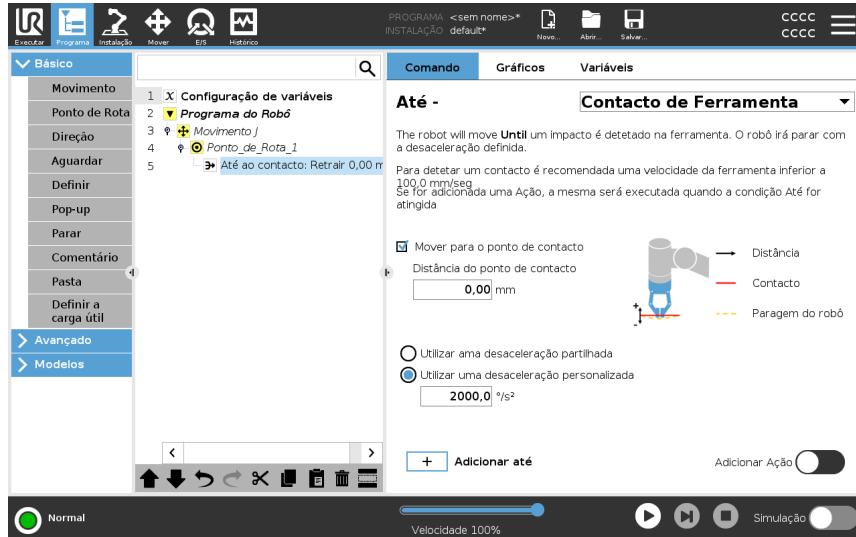 UR
PROGRAMA <sem nome>*
INSTALAÇÃO default*
CCCC
CCCC
Executar Programa Instalação Mover E/S Histórico Novo... Abrir... Salvar...
Básico
Movimento
Ponto de Rota
Direção
Aguardar
Definir
Pop-up
Parar
Comentário
Pasta
Definir a
carga útil
Avançado
Modelos
1 X Configuração de variáveis
2 Programa do Robô
3 Movimento J
4 Ponto_de_Rota_1
5 Até ao contacto: Retrair 0,00 m
Comando Gráficos Variáveis
Até - Contacto de Ferramenta
The robot will move Until um impacto é detetado na ferramenta. O robô irá parar com
a desaceleração definida.
Para detetar um contacto é recomendada uma velocidade da ferramenta inferior a
100,0 mm/seg
Se for adicionada uma Ação, a mesma será executada quando a condição Até for
atingida
Mover para o ponto de contacto
Distância do ponto de contacto
0,00 mm
+
-
Distância
Contacto
Paragem do robô
Utilizar ama desaceleração partilhada
Utilizar uma desaceleração personalizada
2000,0 °/s²
+ Adicionar até
Adicionar Ação
Normal
Velocidade 100%
Simulação